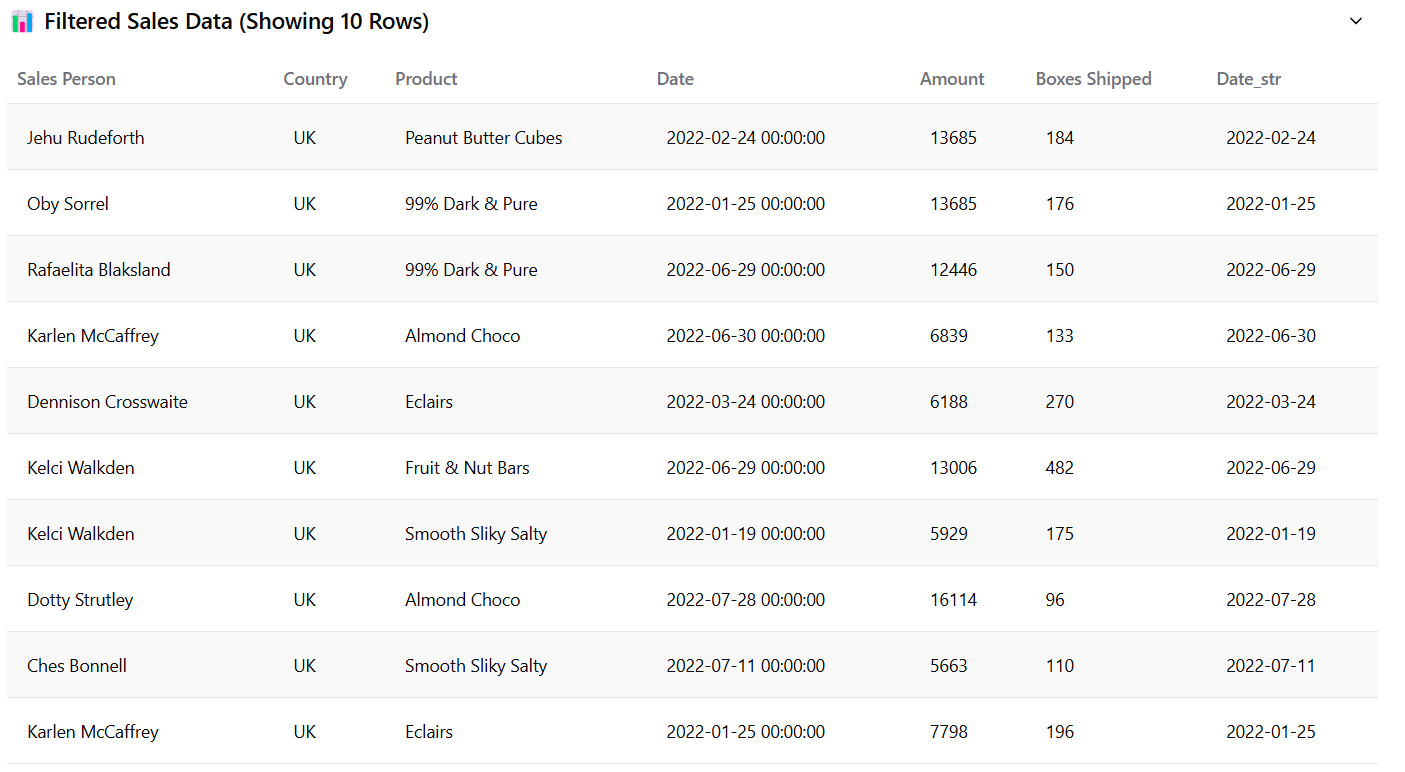 Filtered Sales Data (Showing 10 Rows)
Sales Person Country Product Date Amount Boxes Shipped Date_str
Jehu Rudeforth UK Peanut Butter Cubes 2022-02-24 00:00:00 13685 184 2022-02-24
Oby Sorrel UK 99% Dark & Pure 2022-01-25 00:00:00 13685 176 2022-01-25
Rafaelita Blaksland UK 99% Dark & Pure 2022-06-29 00:00:00 12446 150 2022-06-29
Karlen McCaffrey UK Almond Choco 2022-06-30 00:00:00 6839 133 2022-06-30
Dennison Crosswaite UK Eclairs 2022-03-24 00:00:00 6188 270 2022-03-24
Kelci Walkden UK Fruit & Nut Bars 2022-06-29 00:00:00 13006 482 2022-06-29
Kelci Walkden UK Smooth Sliky Salty 2022-01-19 00:00:00 5929 175 2022-01-19
Dotty Strutley UK Almond Choco 2022-07-28 00:00:00 16114 96 2022-07-28
Ches Bonnell UK Smooth Sliky Salty 2022-07-11 00:00:00 5663 110 2022-07-11
Karlen McCaffrey UK Eclairs 2022-01-25 00:00:00 7798 196 2022-01-25